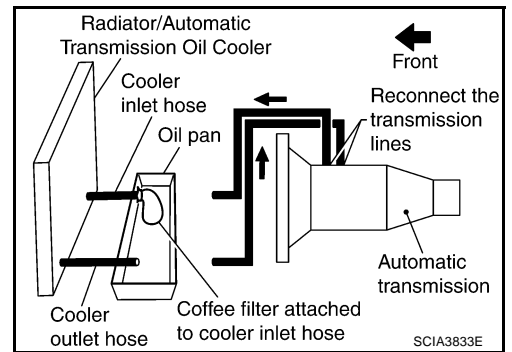 Radiator/Automatic
Transmission Oil Cooler
Front
Cooler
inlet hose
Reconnect the
transmission
lines
Oil pan
Automatic
transmission
Coffee filter attached
to cooler inlet hose
Cooler
outlet hose
SCIA3833E